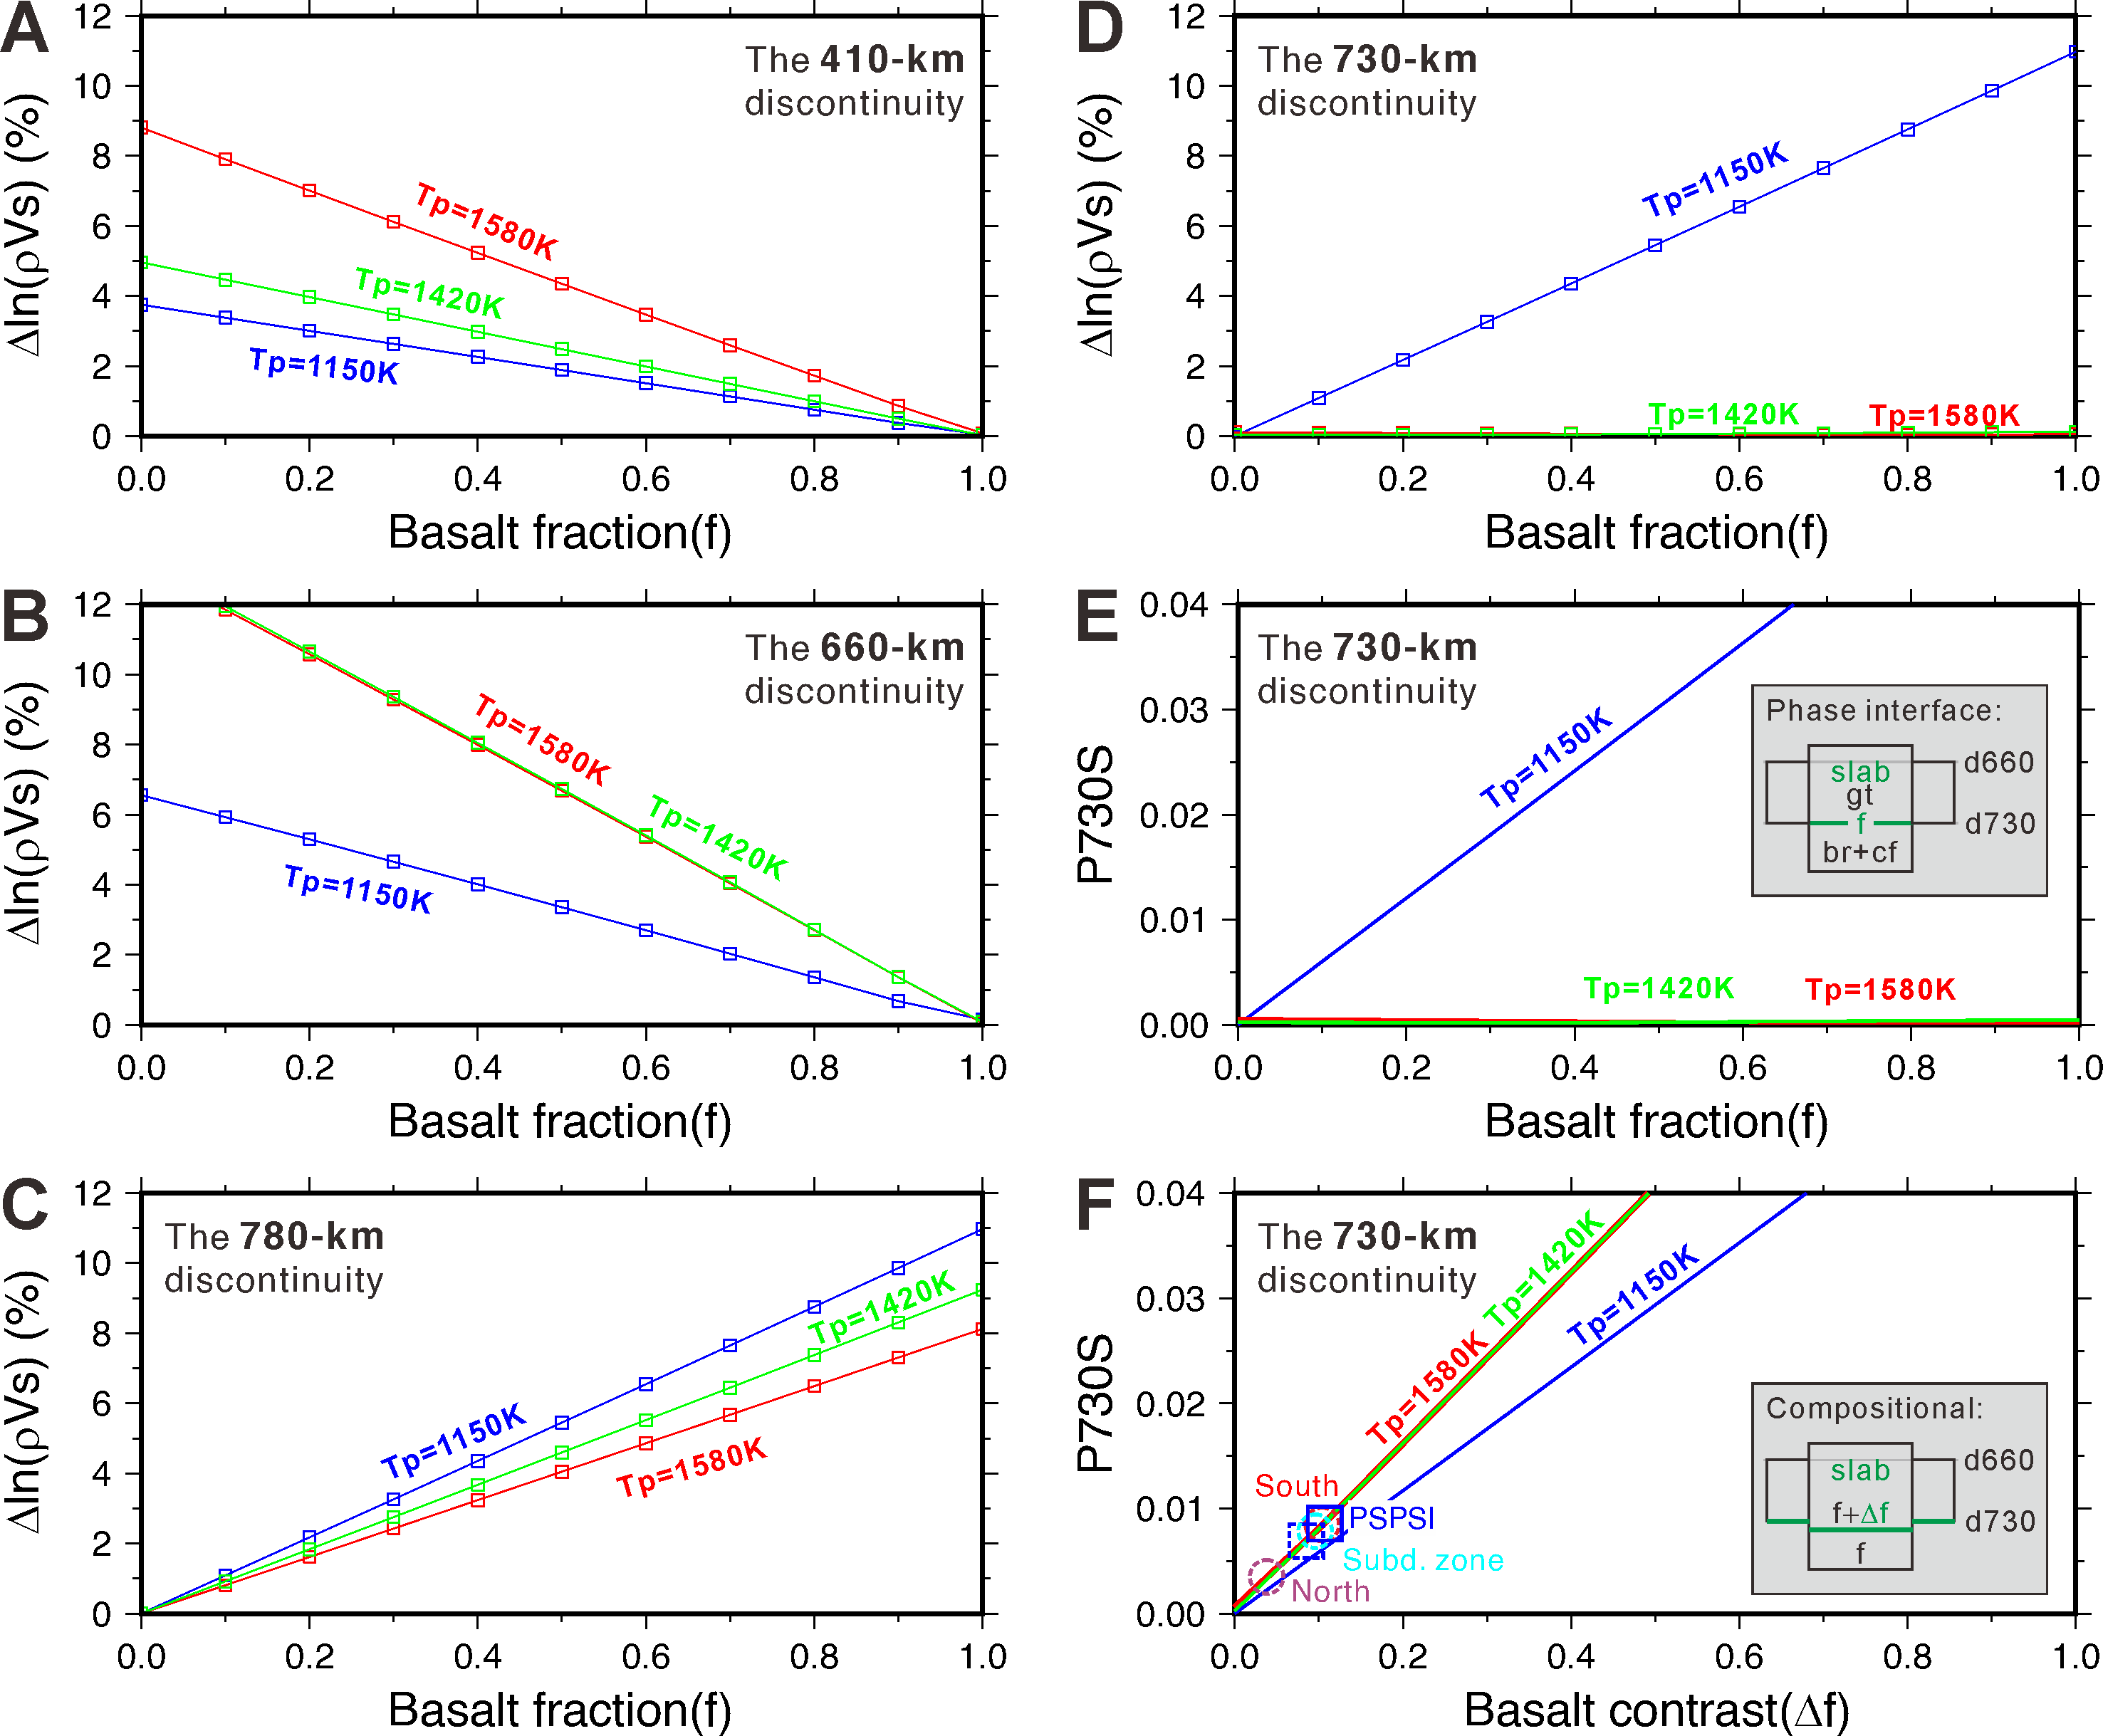 A
Δln(ρVs) (%)
12
10
8
6
4
2
0
The 410-km
discontinuity
Tp=1580K
Tp=1420K
Tp=1150K
0.0 0.2 0.4 0.6 0.8 1.0
Basalt fraction(f)
B
Δln(ρVs) (%)
12
10
8
6
4
2
0
The 660-km
discontinuity
Tp=1580K
Tp=1420K
Tp=1150K
0.0 0.2 0.4 0.6 0.8 1.0
Basalt fraction(f)
C
Δln(ρVs) (%)
12
10
8
6
4
2
0
The 780-km
discontinuity
Tp=1420K
Tp=1150K
Tp=1580K
0.0 0.2 0.4 0.6 0.8 1.0
Basalt fraction(f)
D
Δln(ρVs) (%)
12
10
8
6
4
2
0
The 730-km
discontinuity
Tp=1150K
Tp=1420K
Tp=1580K
0.0 0.2 0.4 0.6 0.8 1.0
Basalt fraction(f)
E
P730S
0.04
0.03
0.02
0.01
0.00
The 730-km
discontinuity
Tp=1150K
Phase interface:
slab
d660
gt
f
d730
br+cf
Tp=1420K
Tp=1580K
0.0 0.2 0.4 0.6 0.8 1.0
Basalt fraction(f)
F
P730S
0.04
0.03
0.02
0.01
0.00
The 730-km
discontinuity
Tp=1420K
Tp=1150K
Tp=1580K
South
PSPSI
Subd. zone
North
Compositional:
slab
d660
f+Δf
d730
f
0.0 0.2 0.4 0.6 0.8 1.0
Basalt contrast(Δf)